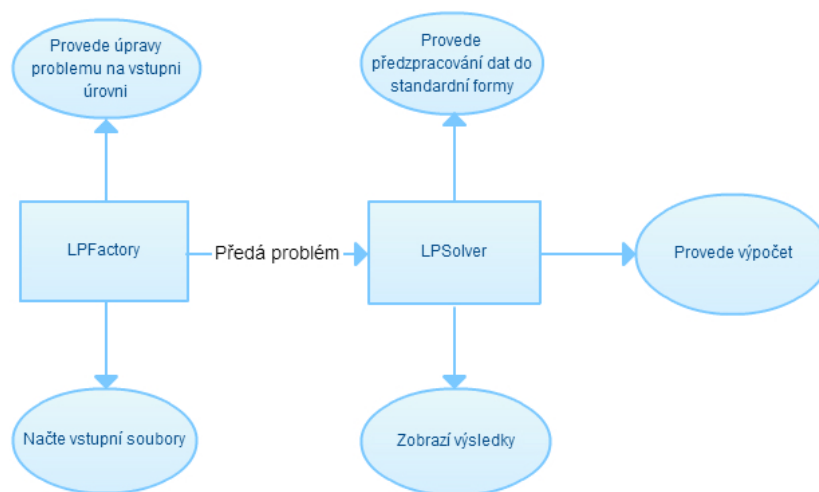 Provede úpravy
problemu na vstupni
úrovni
Provede
předzpracování dat do
standardní formy
LPFactory
Předá problém
LPSolver
Provede výpočet
Načte vstupní soubory
Zobrazí výsledky